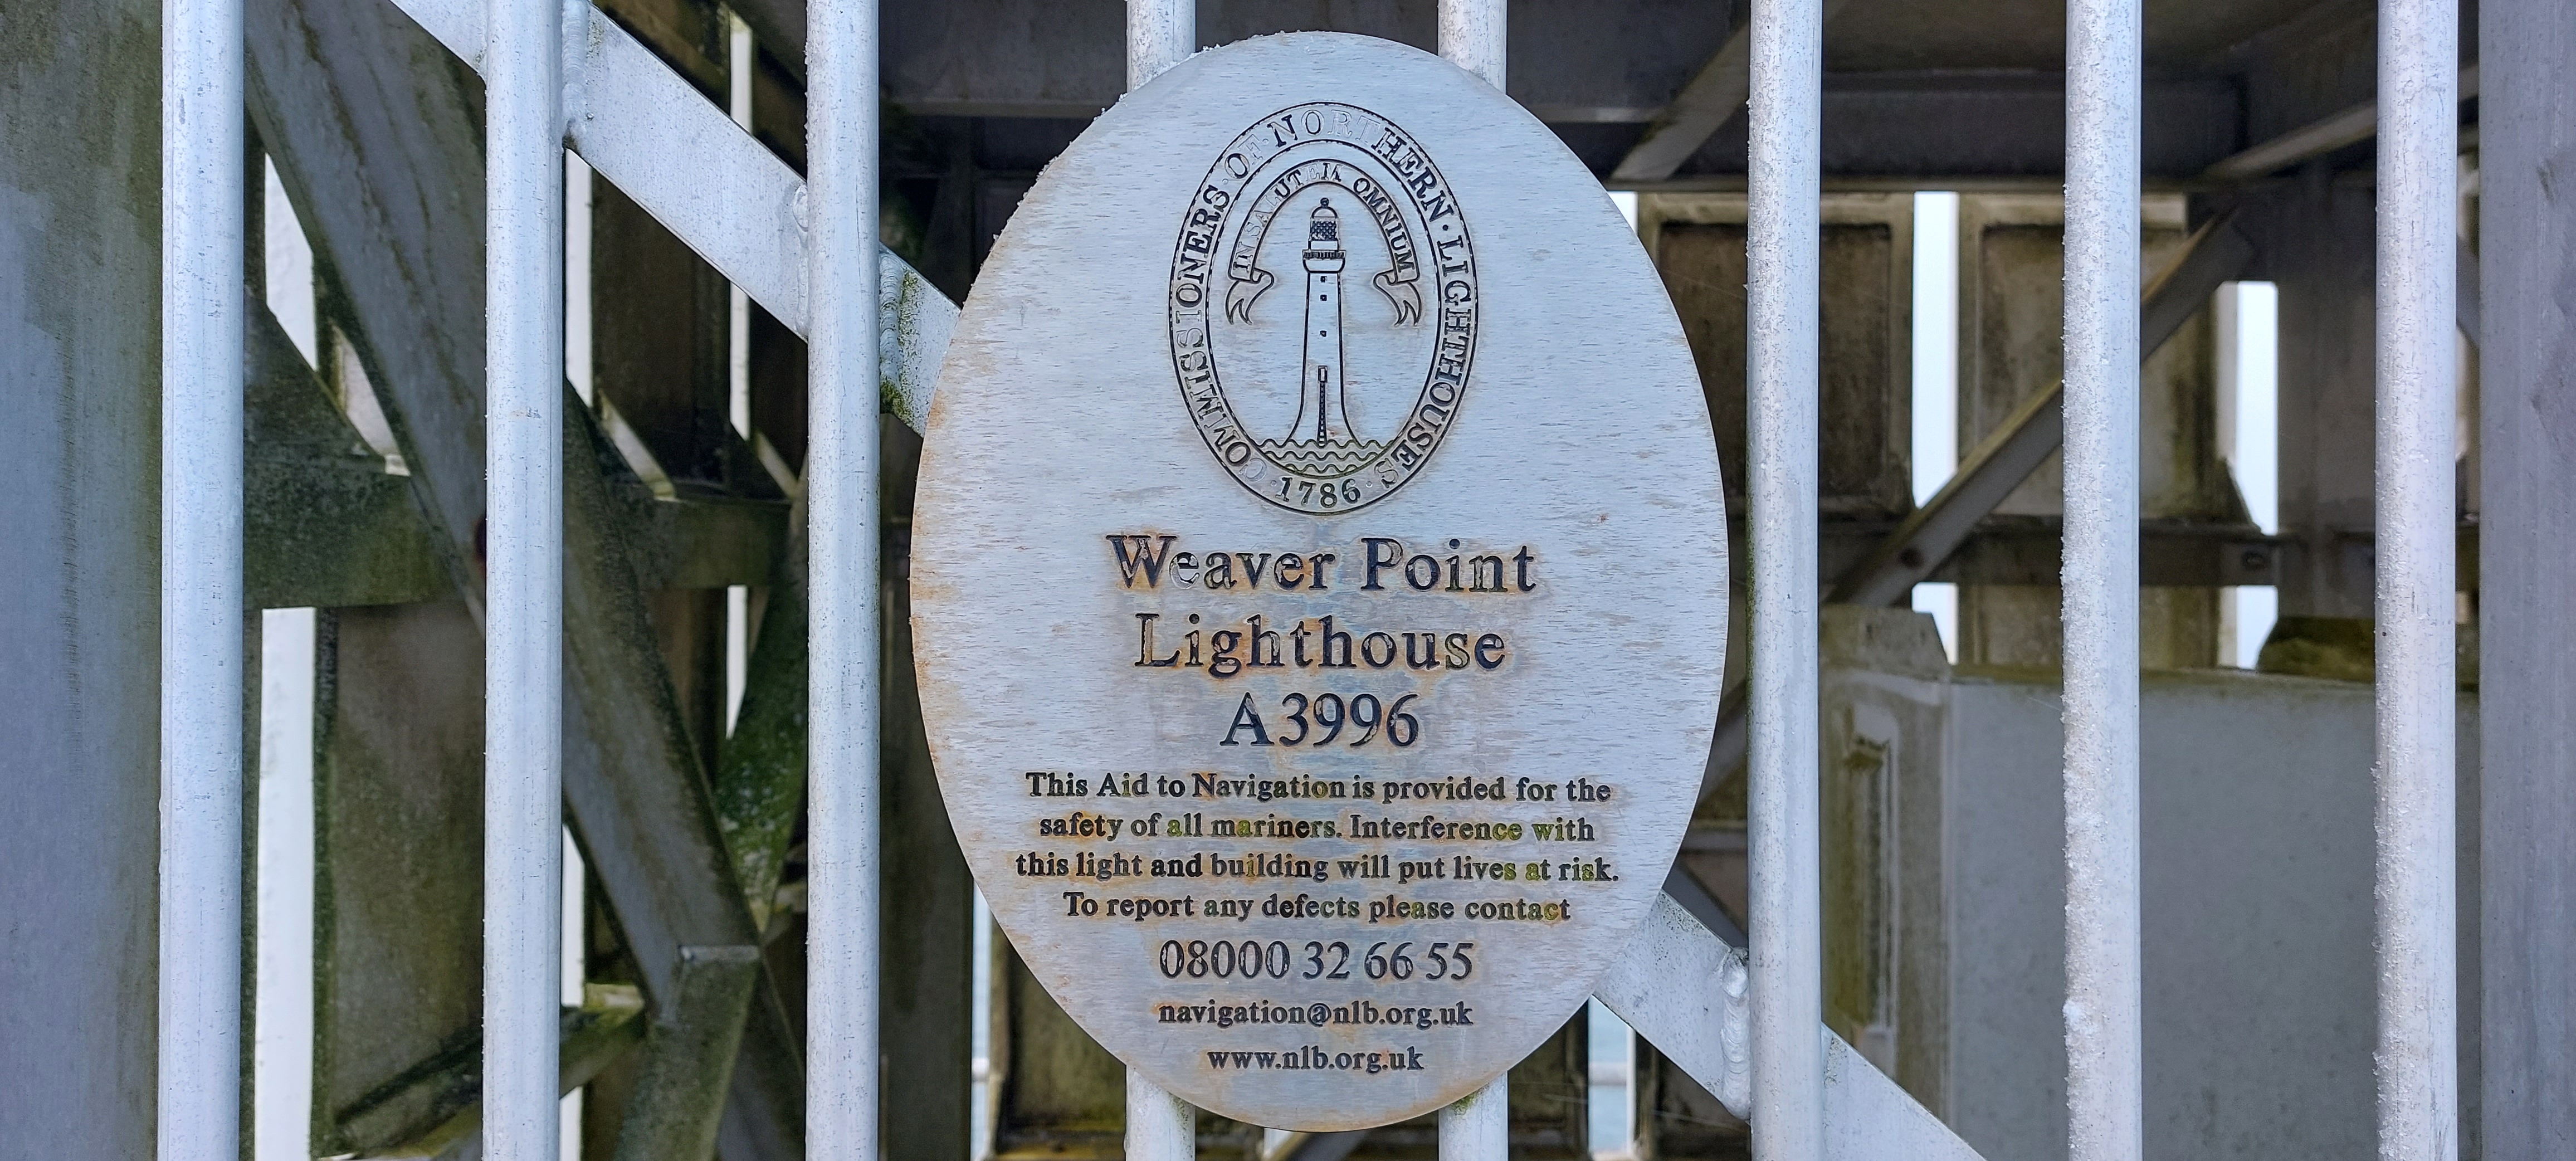 COMMISSIONERS OF NORTHERN · LIGHTHOUSES
IN SALUTEM OMNIUM
· 1786 ·
Weaver Point
Lighthouse
A3996
This Aid to Navigation is provided for the
safety of all mariners. Interference with
this light and building will put lives at risk.
To report any defects please contact
08000 32 66 55
navigation@nlb.org.uk
www.nlb.org.uk